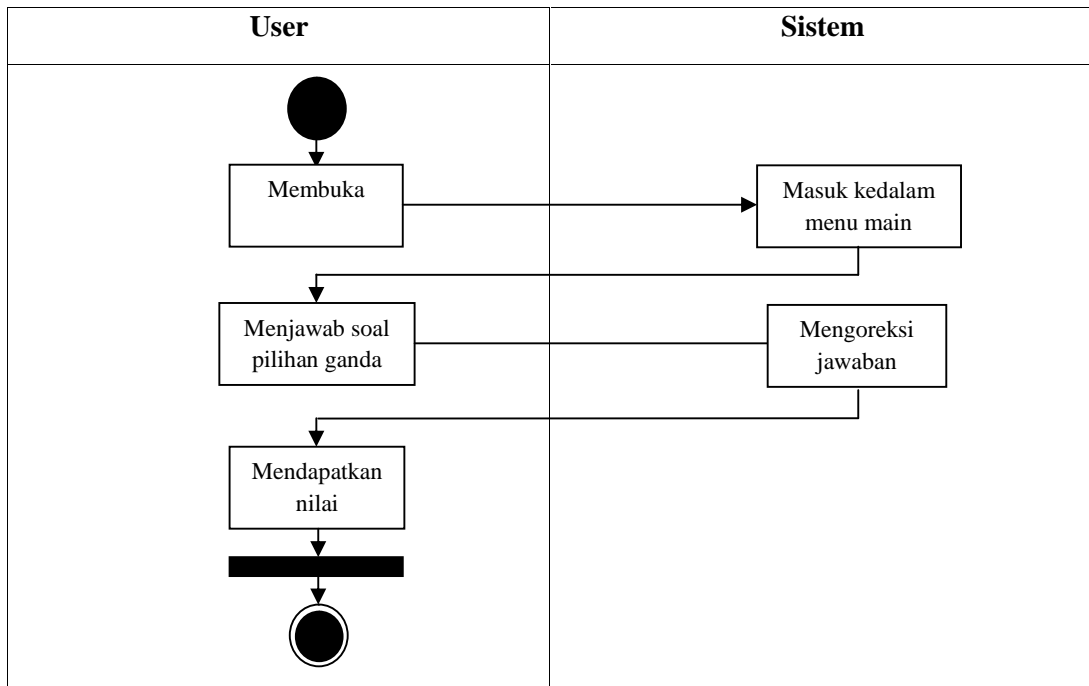 User
Sistem
Membuka
Masuk kedalam
menu main
Menjawab soal
pilihan ganda
Mengoreksi
jawaban
Mendapatkan
nilai